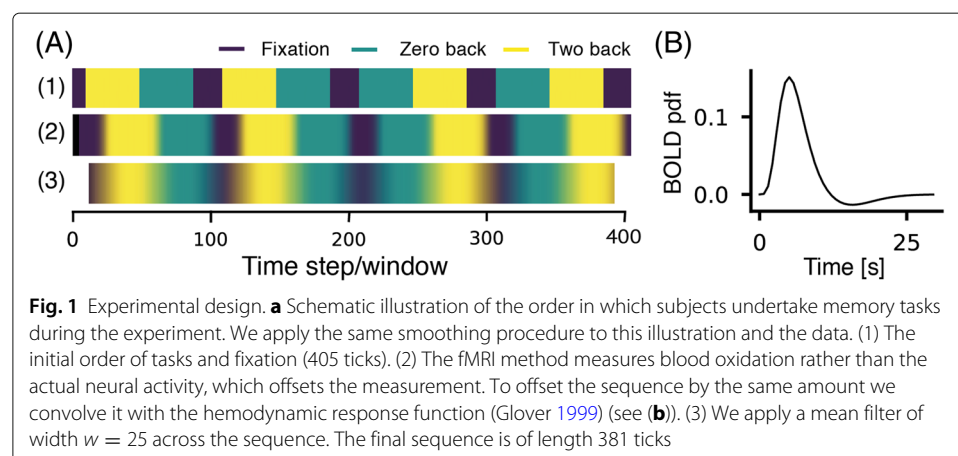 (A)
Fixation Zero back Two back
(1)
(2)
(3)
0 100 200 300 400
Time step/window
(B)
BOLD pdf
0.1
0.0
0 25
Time [s]
Fig. 1 Experimental design. a Schematic illustration of the order in which subjects undertake memory tasks
during the experiment. We apply the same smoothing procedure to this illustration and the data. (1) The
initial order of tasks and fixation (405 ticks). (2) The fMRI method measures blood oxidation rather than the
actual neural activity, which offsets the measurement. To offset the sequence by the same amount we
convolve it with the hemodynamic response function (Glover 1999) (see (b)). (3) We apply a mean filter of
width w = 25 across the sequence. The final sequence is of length 381 ticks